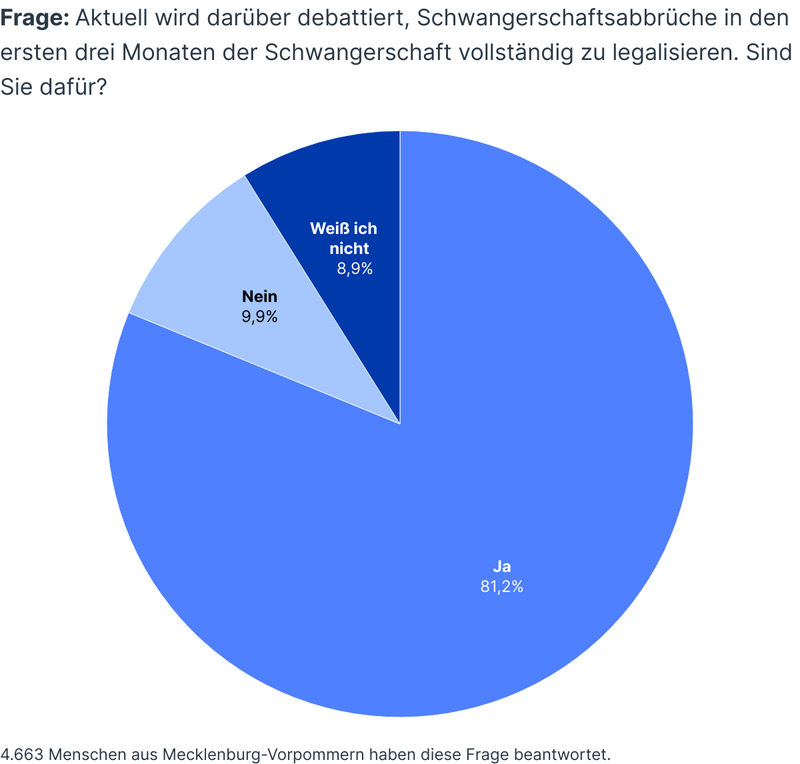 Frage: Aktuell wird darüber debattiert, Schwangerschaftsabbrüche in den
ersten drei Monaten der Schwangerschaft vollständig zu legalisieren. Sind
Sie dafür?
Weiß ich
nicht
8,9%
Nein
9,9%
Ja
81,2%
4.663 Menschen aus Mecklenburg-Vorpommern haben diese Frage beantwortet.